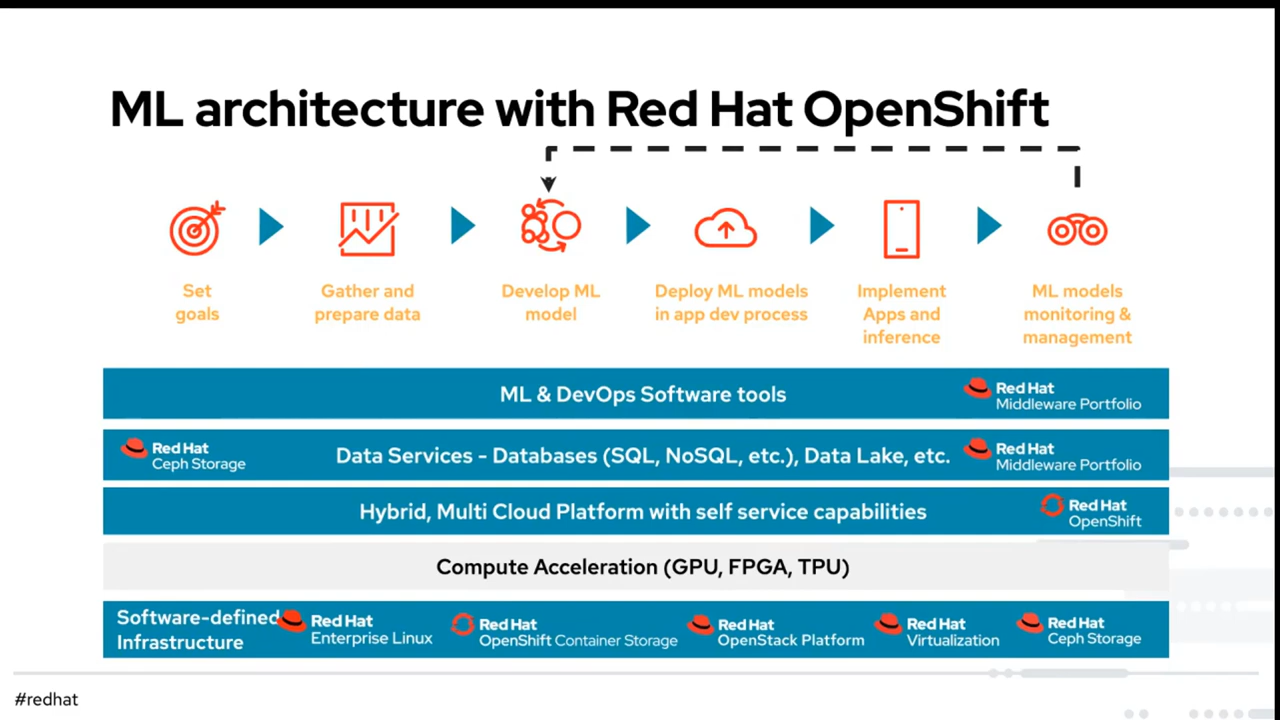 ML architecture with Red Hat OpenShift
Set
goals
Gather and
prepare data
Develop ML
model
Deploy ML models
in app dev process
Implement
Apps and
inference
ML models
monitoring &
management
ML & DevOps Software tools
Red Hat
Middleware Portfolio
Red Hat
Ceph Storage
Data Services - Databases (SQL, NoSQL, etc.), Data Lake, etc.
Red Hat
Middleware Portfolio
Hybrid, Multi Cloud Platform with self service capabilities
Red Hat
OpenShift
Compute Acceleration (GPU, FPGA, TPU)
Software-defined
Infrastructure
Red Hat
Enterprise Linux
Red Hat
OpenShift Container Storage
Red Hat
OpenStack Platform
Red Hat
Virtualization
Red Hat
Ceph Storage
#redhat